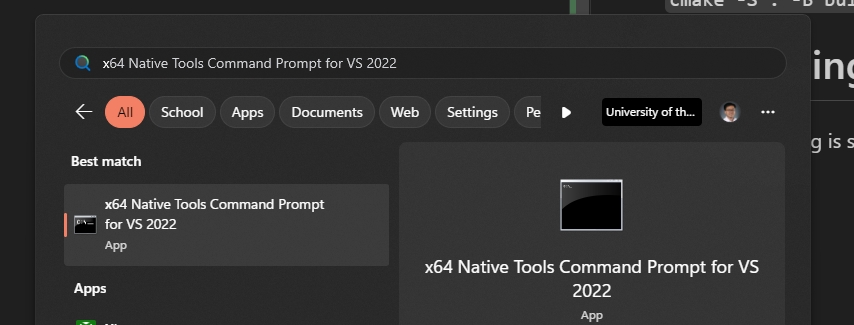 cmake -S . -B bui
x64 Native Tools Command Prompt for VS 2022
All School Apps Documents Web Settings Pe University of th... ...
Best match
x64 Native Tools Command Prompt
for VS 2022
App
Apps
x64 Native Tools Command Prompt for VS
2022
App
ing
g is s